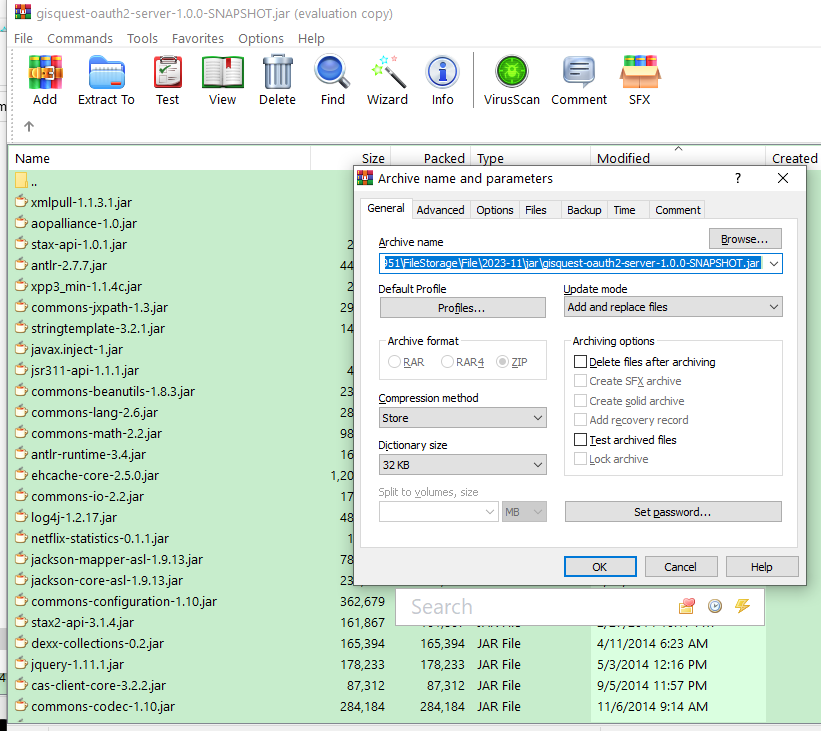 gisquest-oauth2-server-1.0.0-SNAPSHOT.jar (evaluation copy)
File Commands Tools Favorites Options Help
Add Extract To Test View Delete Find Wizard Info VirusScan Comment SFX
Name Size Packed Type Modified Created
..
xmlpull-1.1.3.1.jar
aopalliance-1.0.jar
stax-api-1.0.1.jar 2
antlr-2.7.7.jar 44
xpp3_min-1.1.4c.jar 2
commons-jxpath-1.3.jar 29
stringtemplate-3.2.1.jar 14
javax.inject-1.jar
jsr311-api-1.1.1.jar 4
commons-beanutils-1.8.3.jar 23
commons-lang-2.6.jar 28
commons-math-2.2.jar 98
antlr-runtime-3.4.jar 16
ehcache-core-2.5.0.jar 1,20
commons-io-2.2.jar 17
log4j-1.2.17.jar 48
netflix-statistics-0.1.1.jar 1
jackson-mapper-asl-1.9.13.jar 78
jackson-core-asl-1.9.13.jar 23
commons-configuration-1.10.jar 362,679
stax2-api-3.1.4.jar 161,867
dexx-collections-0.2.jar 165,394 165,394 JAR File 4/11/2014 6:23 AM
jquery-1.11.1.jar 178,233 178,233 JAR File 5/3/2014 12:16 PM
cas-client-core-3.2.2.jar 87,312 87,312 JAR File 9/5/2014 11:57 PM
commons-codec-1.10.jar 284,184 284,184 JAR File 11/6/2014 9:14 AM
Archive name and parameters ?
General Advanced Options Files Backup Time Comment
Archive name Browse...
951\FileStorage\File\2023-11\jar\gisquest-oauth2-server-1.0.0-SNAPSHOT.jar
Default Profile Update mode
Profiles... Add and replace files
Archive format Archiving options
RAR RAR4 ZIP Delete files after archiving
Create SFX archive
Compression method Create solid archive
Store Add recovery record
Dictionary size Test archived files
32 KB Lock archive
Split to volumes, size
MB Set password...
OK Cancel Help
Search